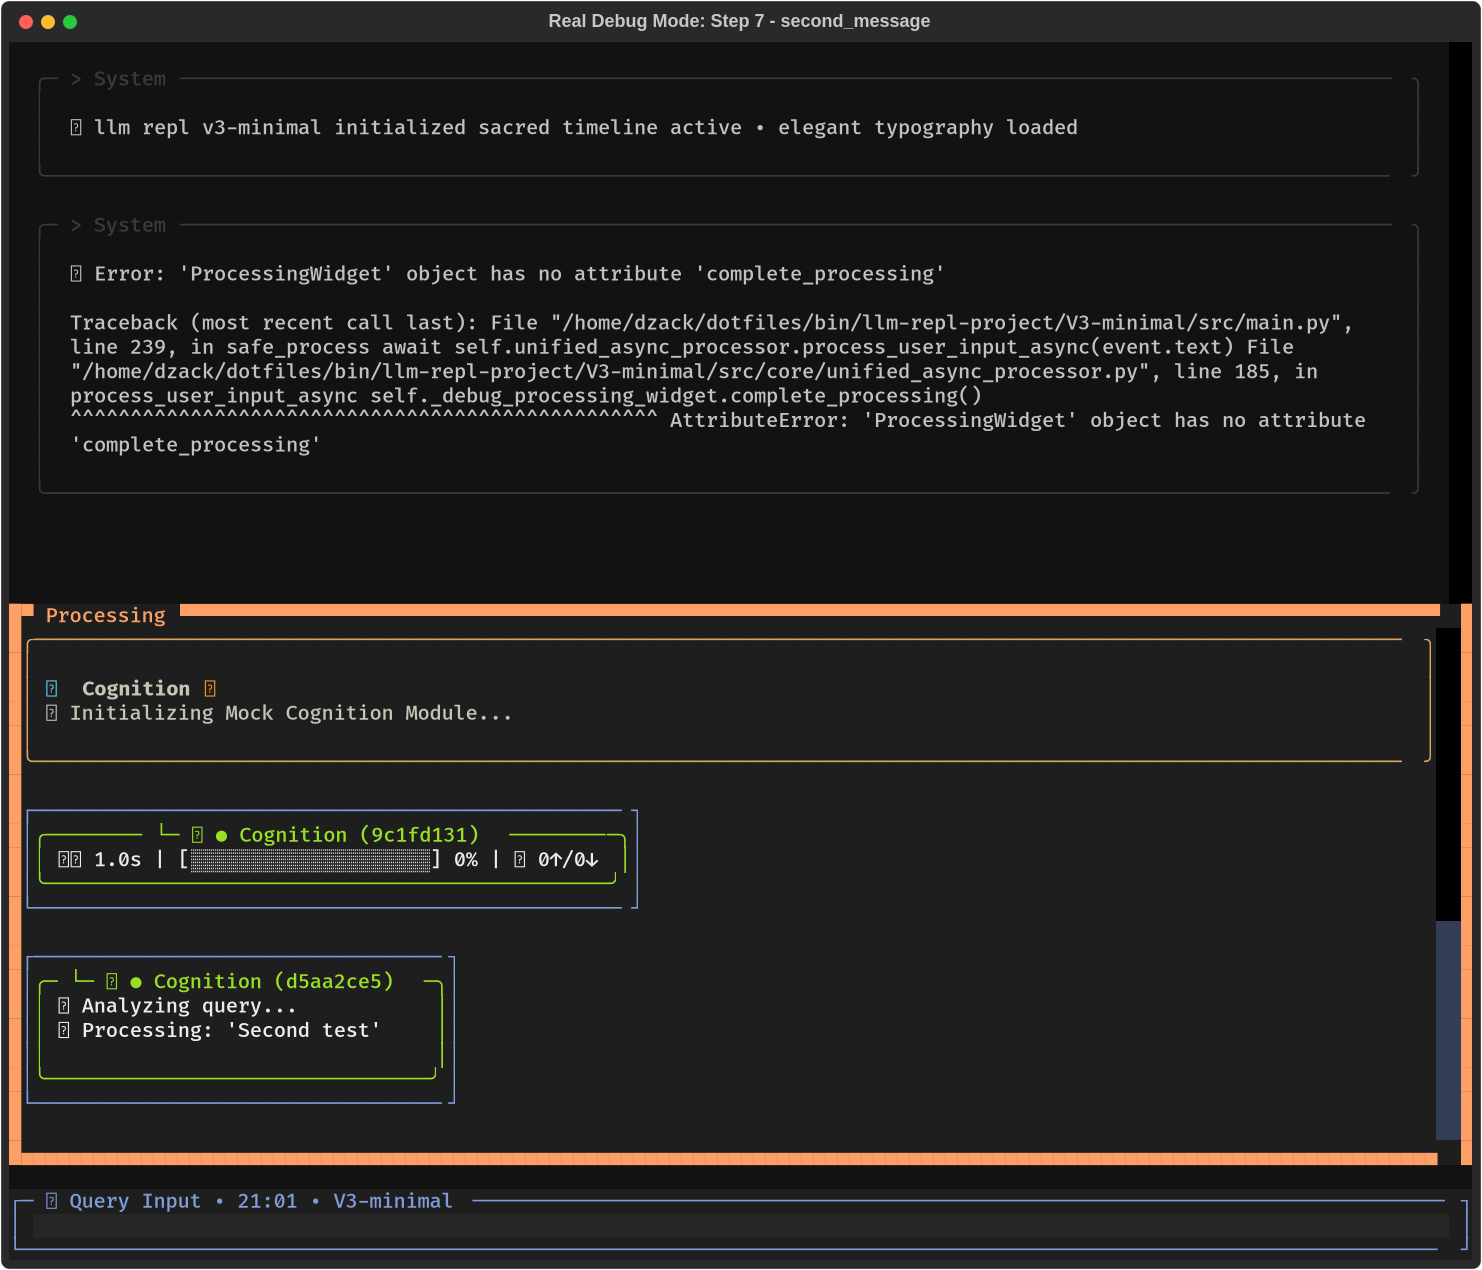 Real Debug Mode: Step 7 - second_message
> System
llm repl v3-minimal initialized sacred timeline active • elegant typography loaded
> System
Error: 'ProcessingWidget' object has no attribute 'complete_processing'
Traceback (most recent call last): File "/home/dzack/dotfiles/bin/llm-repl-project/V3-minimal/src/main.py",
line 239, in safe_process await self.unified_async_processor.process_user_input_async(event.text) File
"/home/dzack/dotfiles/bin/llm-repl-project/V3-minimal/src/core/unified_async_processor.py", line 185, in
process_user_input_async self._debug_processing_widget.complete_processing()
^^^^^^^^^^^^^^^^^^^^^^^^^^^^^^^^^^^^^^^^^^^^^^^^^ AttributeError: 'ProcessingWidget' object has no attribute
'complete_processing'
Processing
Cognition
Initializing Mock Cognition Module...
└─ ● Cognition (9c1fd131)
1.0s | [░░░░░░░░░░░░░░░░░░░░] 0% | 0↑/0↓
└─ ● Cognition (d5aa2ce5)
Analyzing query...
Processing: 'Second test'
Query Input • 21:01 • V3-minimal